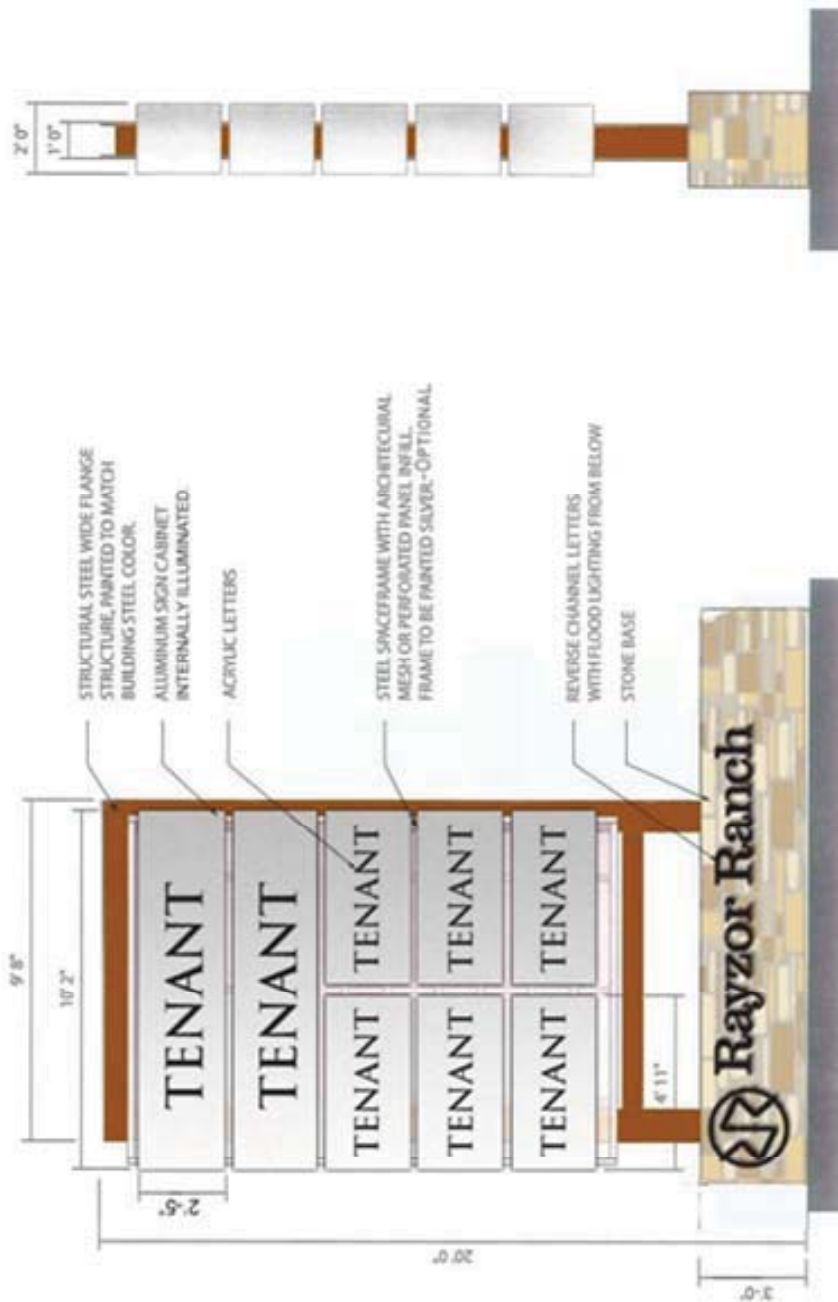 2' 0"
1' 0"
9' 8"
10' 2"
2'-5"
20'0"
3'-0"
4' 11"
STRUCTURAL STEEL WIDE FLANGE
STRUCTURE, PAINTED TO MATCH
BUILDING STEEL COLOR.
ALUMINUM SIGN CABINET
INTERNALLY ILLUMINATED.
ACRYLIC LETTERS
STEEL SPACEFRAME WITH ARCHITECURAL
MESH OR PERFORATED PANEL INFILL.
FRAME TO BE PAINTED SILVER.-OPTIONAL
REVERSE CHANNEL LETTERS
WITH FLOOD LIGHTING FROM BELOW
STONE BASE
TENANT
TENANT
TENANT TENANT
TENANT TENANT
TENANT TENANT
Rayzor Ranch